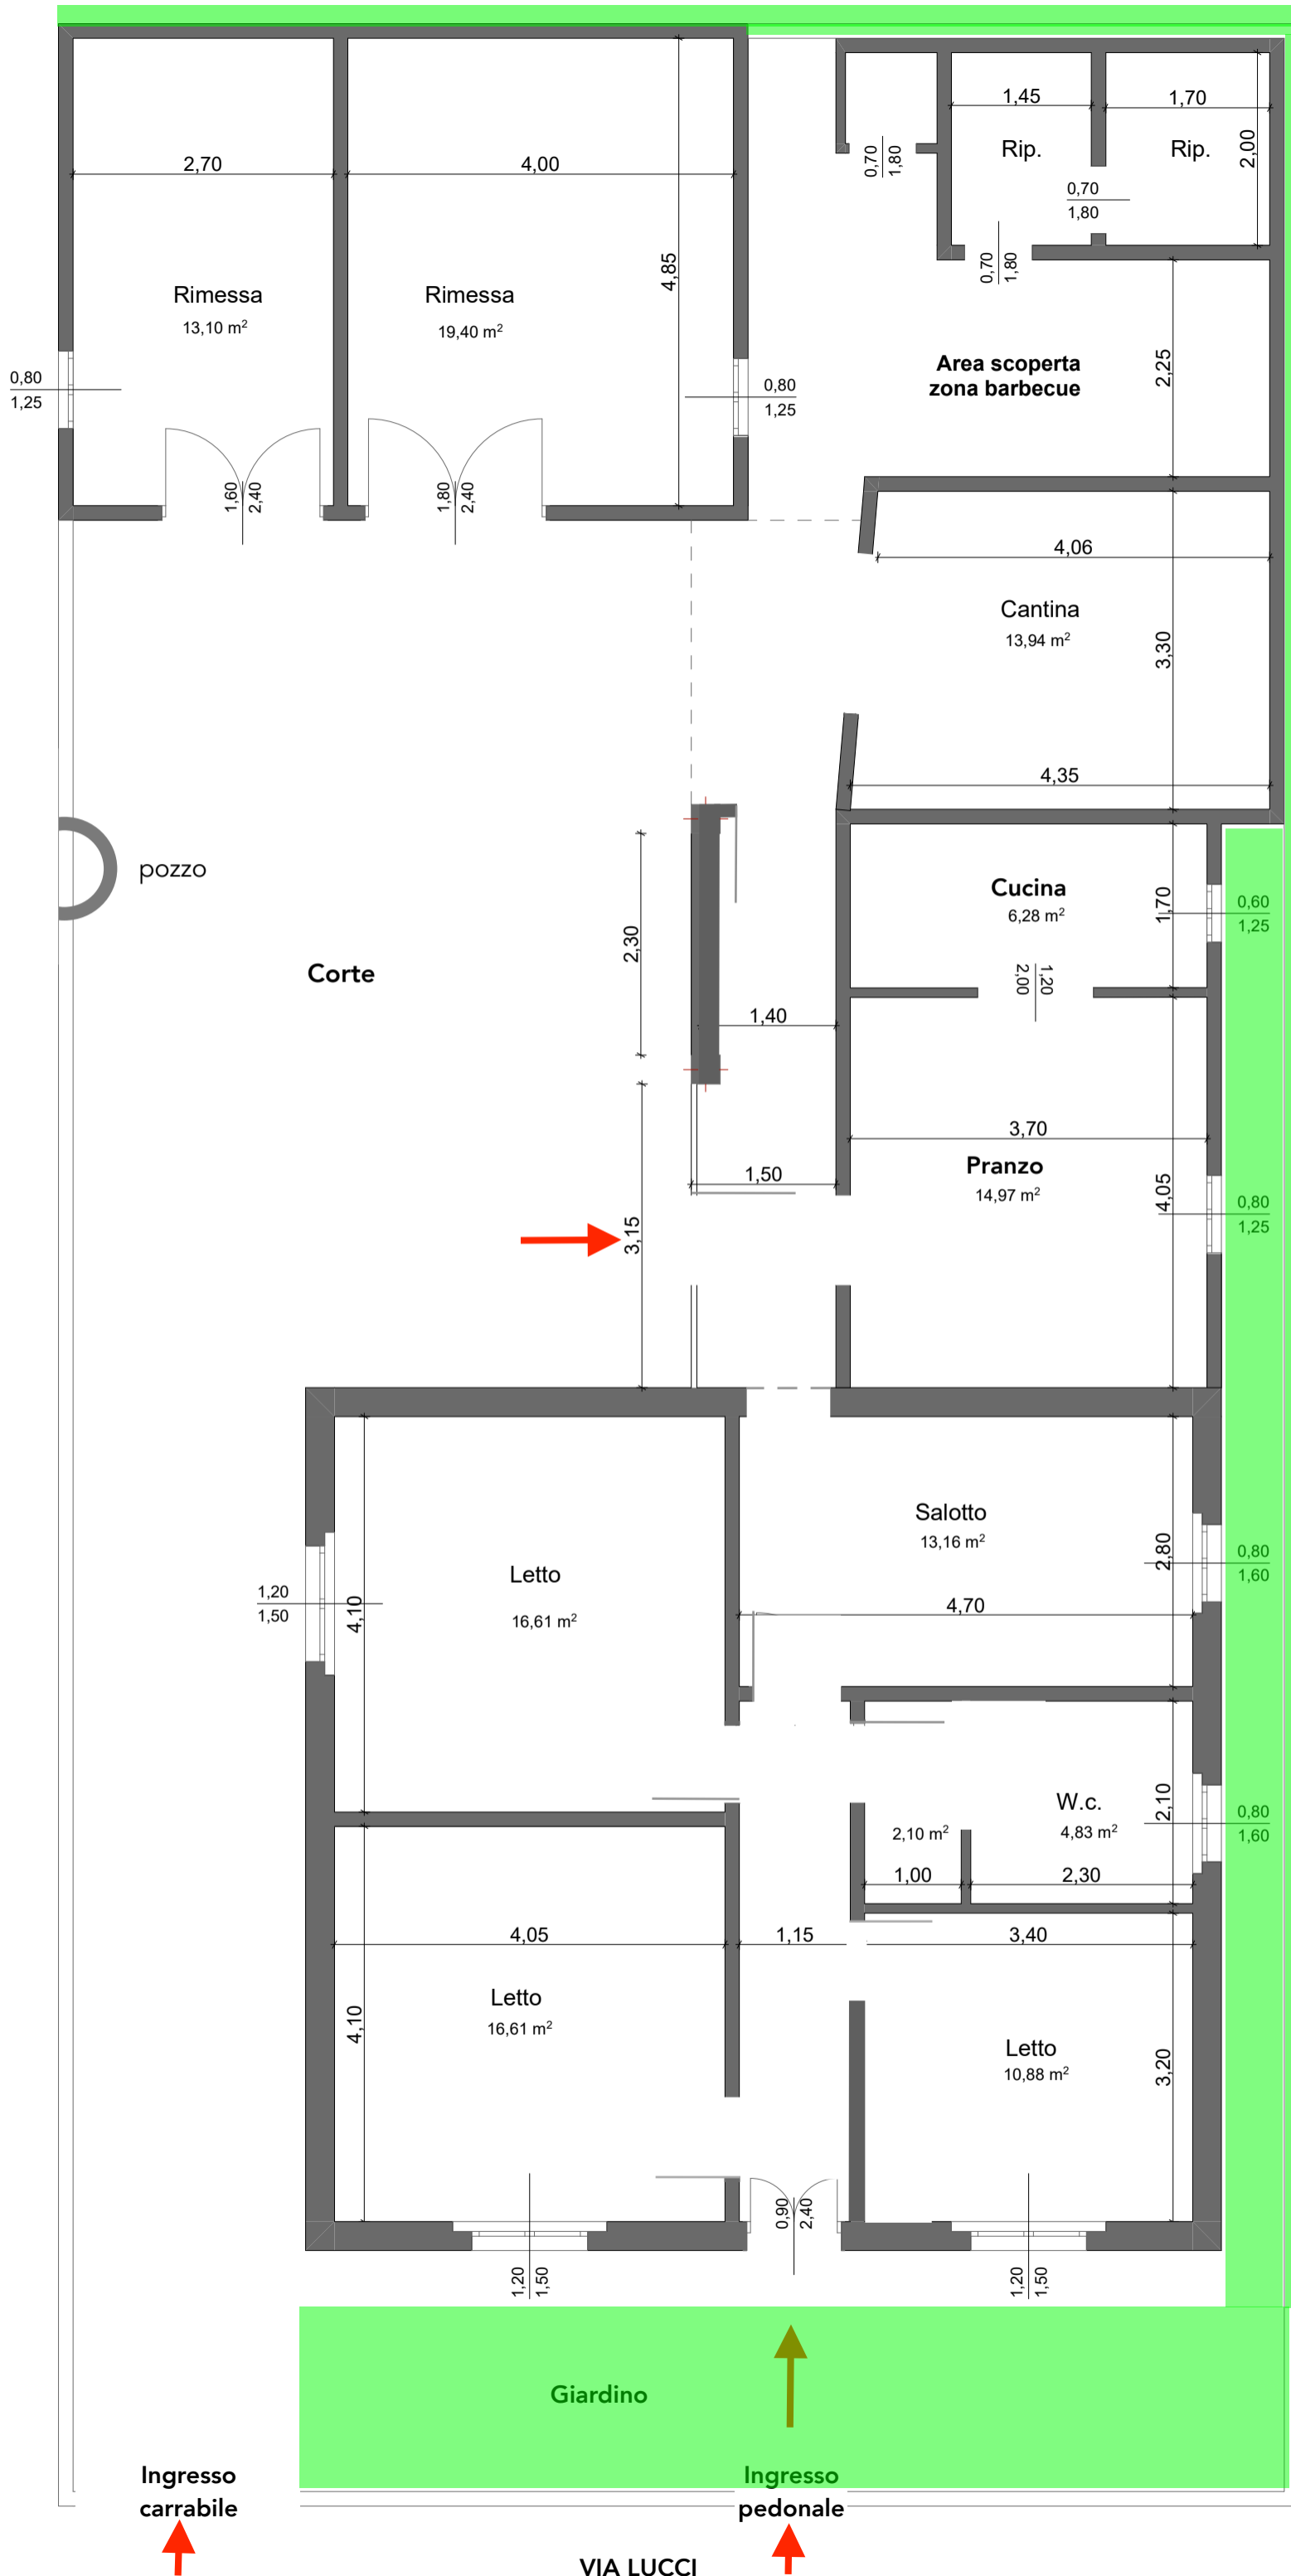 1,45
1,70
Rip.
Rip.
2,00
2,70
4,00
0,70
1,80
0,70
1,80
0,70
1,80
4,85
Rimessa
13,10 m²
Rimessa
19,40 m²
Area scoperta
zona barbecue
2,25
0,80
1,25
0,80
1,25
1,60
2,40
1,80
2,40
4,06
Cantina
13,94 m²
3,30
4,35
pozzo
Cucina
6,28 m²
1,70
0,60
1,25
2,30
Corte
1,20
2,00
1,40
3,70
Pranzo
14,97 m²
1,50
4,05
0,80
1,25
3,15
Salotto
13,16 m²
2,80
0,80
1,60
Letto
16,61 m²
1,20
1,50
4,10
4,70
W.c.
4,83 m²
2,10 m²
2,10
0,80
1,60
1,00
2,30
4,05
1,15
3,40
Letto
16,61 m²
4,10
Letto
10,88 m²
3,20
0,90
2,40
1,20
1,50
1,20
1,50
Giardino
Ingresso
carrabile
Ingresso
pedonale
VIA LUCCI